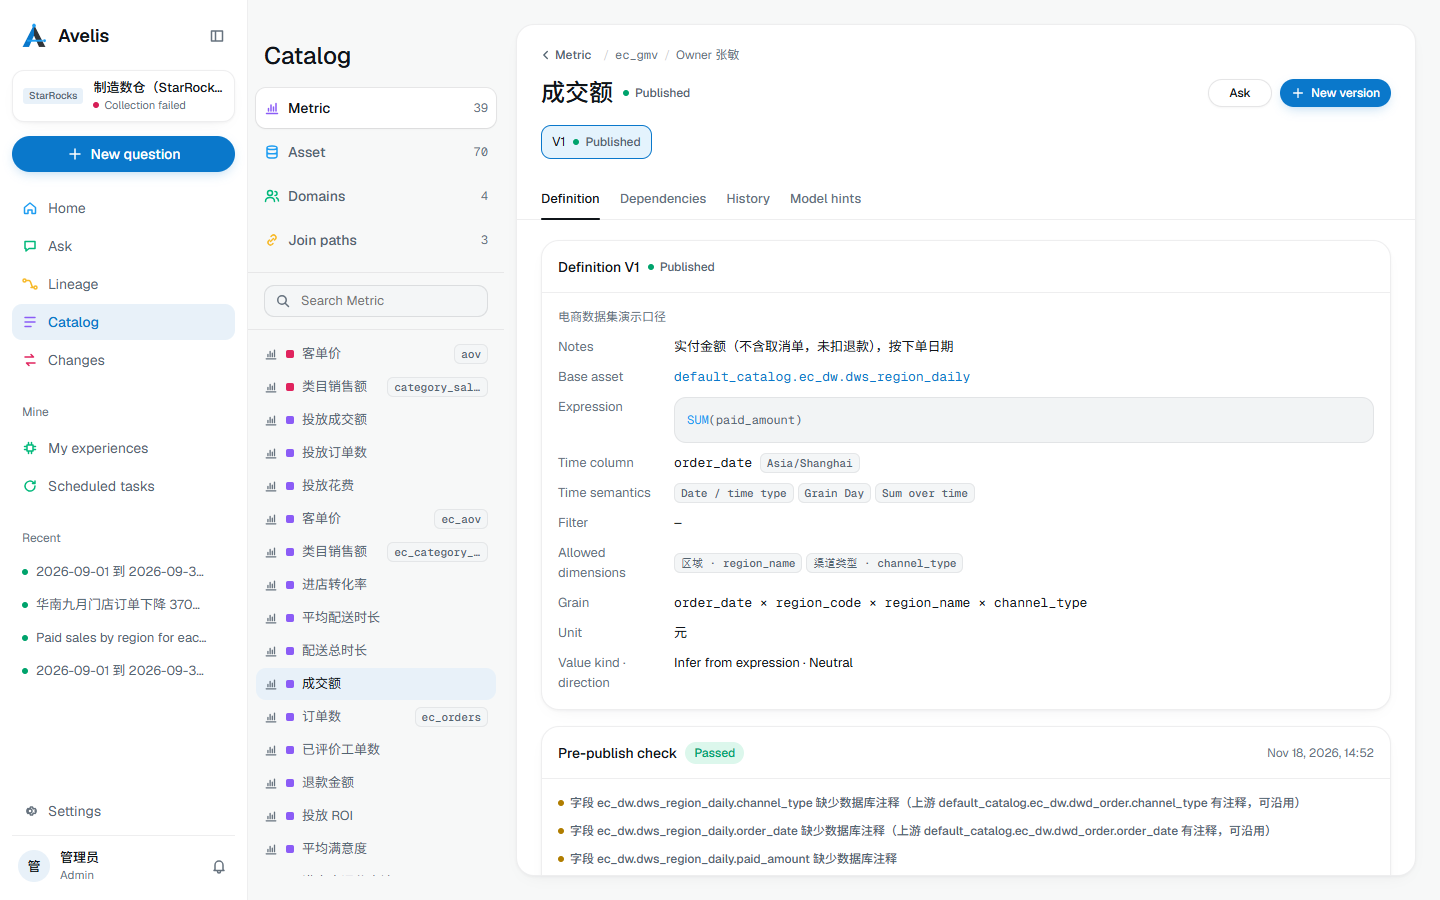 Avelis
StarRocks
制造数仓（StarRock...
Collection failed
New question
Home
Ask
Lineage
Catalog
Changes
Mine
My experiences
Scheduled tasks
Recent
2026-09-01 到 2026-09-3...
华南九月门店订单下降 370...
Paid sales by region for eac...
2026-09-01 到 2026-09-3...
Settings
管
管理员
Admin
Catalog
Metric 39
Asset 70
Domains 4
Join paths 3
Search Metric
客单价 aov
类目销售额 category_sal...
投放成交额
投放订单数
投放花费
客单价 ec_aov
类目销售额 ec_category_...
进店转化率
平均配送时长
配送总时长
成交额
订单数 ec_orders
已评价工单数
退款金额
投放 ROI
平均满意度
Metric / ec_gmv / Owner 张敏
成交额 Published
Ask
New version
V1 Published
Definition Dependencies History Model hints
Definition V1 Published
电商数据集演示口径
Notes 实付金额（不含取消单，未扣退款），按下单日期
Base asset default_catalog.ec_dw.dws_region_daily
Expression SUM(paid_amount)
Time column order_date Asia/Shanghai
Time semantics Date / time type Grain Day Sum over time
Filter —
Allowed dimensions 区域 · region_name 渠道类型 · channel_type
Grain order_date × region_code × region_name × channel_type
Unit 元
Value kind · direction Infer from expression · Neutral
Pre-publish check Passed Nov 18, 2026, 14:52
字段 ec_dw.dws_region_daily.channel_type 缺少数据库注释（上游 default_catalog.ec_dw.dwd_order.channel_type 有注释，可沿用）
字段 ec_dw.dws_region_daily.order_date 缺少数据库注释（上游 default_catalog.ec_dw.dwd_order.order_date 有注释，可沿用）
字段 ec_dw.dws_region_daily.paid_amount 缺少数据库注释